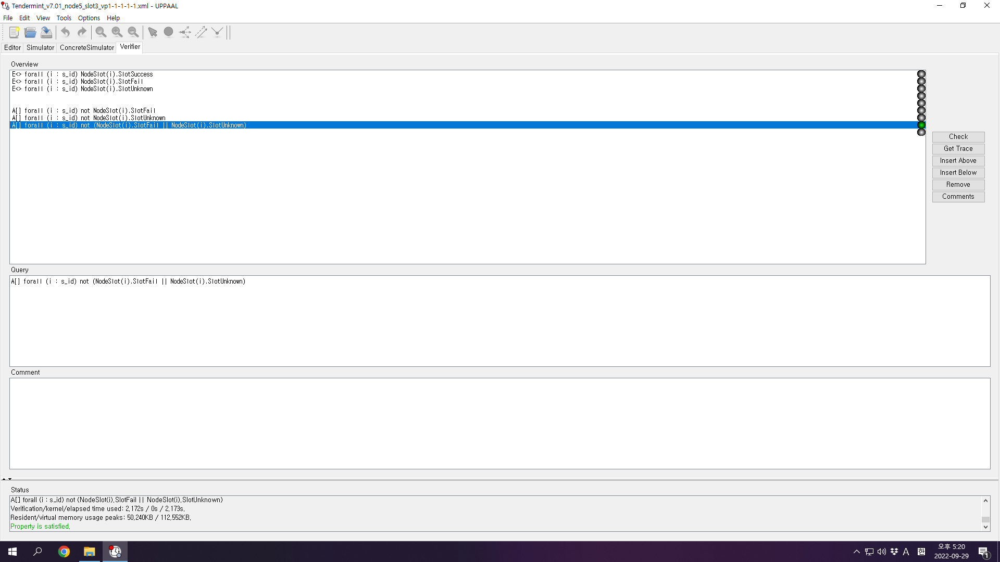 Tendermint_v7.01_node5_slot3_vp1-1-1-1-1.xml - UPPAAL
File Edit View Tools Options Help
Editor Simulator ConcreteSimulator Verifier
Overview
E<> forall (i : s_id) NodeSlot(i).SlotSuccess
E<> forall (i : s_id) NodeSlot(i).SlotFail
E<> forall (i : s_id) NodeSlot(i).SlotUnknown
A[] forall (i : s_id) not NodeSlot(i).SlotFail
A[] forall (i : s_id) not NodeSlot(i).SlotUnknown
A[] forall (i : s_id) not (NodeSlot(i).SlotFail || NodeSlot(i).SlotUnknown)
Check
Get Trace
Insert Above
Insert Below
Remove
Comments
Query
A[] forall (i : s_id) not (NodeSlot(i).SlotFail || NodeSlot(i).SlotUnknown)
Comment
Status
A[] forall (i : s_id) not (NodeSlot(i).SlotFail || NodeSlot(i).SlotUnknown)
Verification/kernel/elapsed time used: 2.172s / 0s / 2.173s.
Resident/virtual memory usage peaks: 50,240KB / 112,552KB.
Property is satisfied.
A 한 오후 5:20
2022-09-29
1